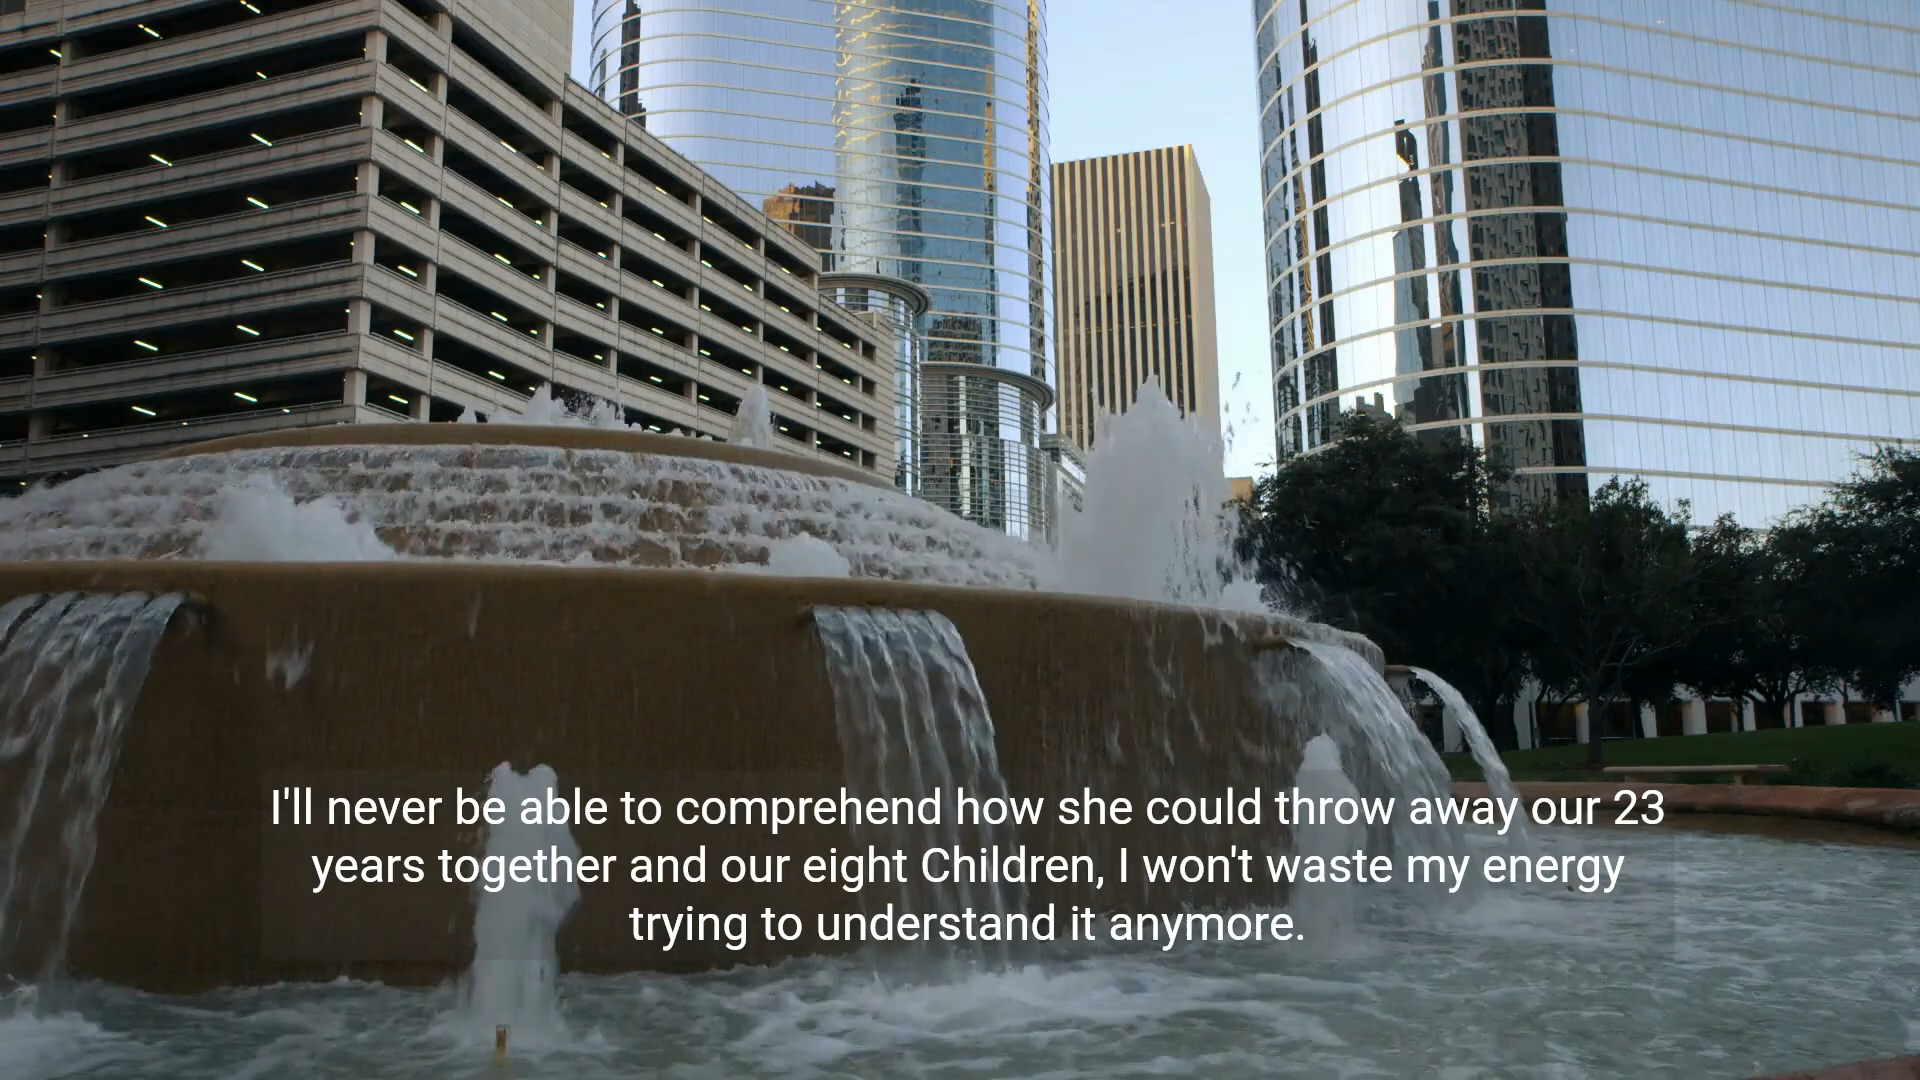 I'll never be able to comprehend how she could throw away our 23
years together and our eight Children, I won't waste my energy
trying to understand it anymore.